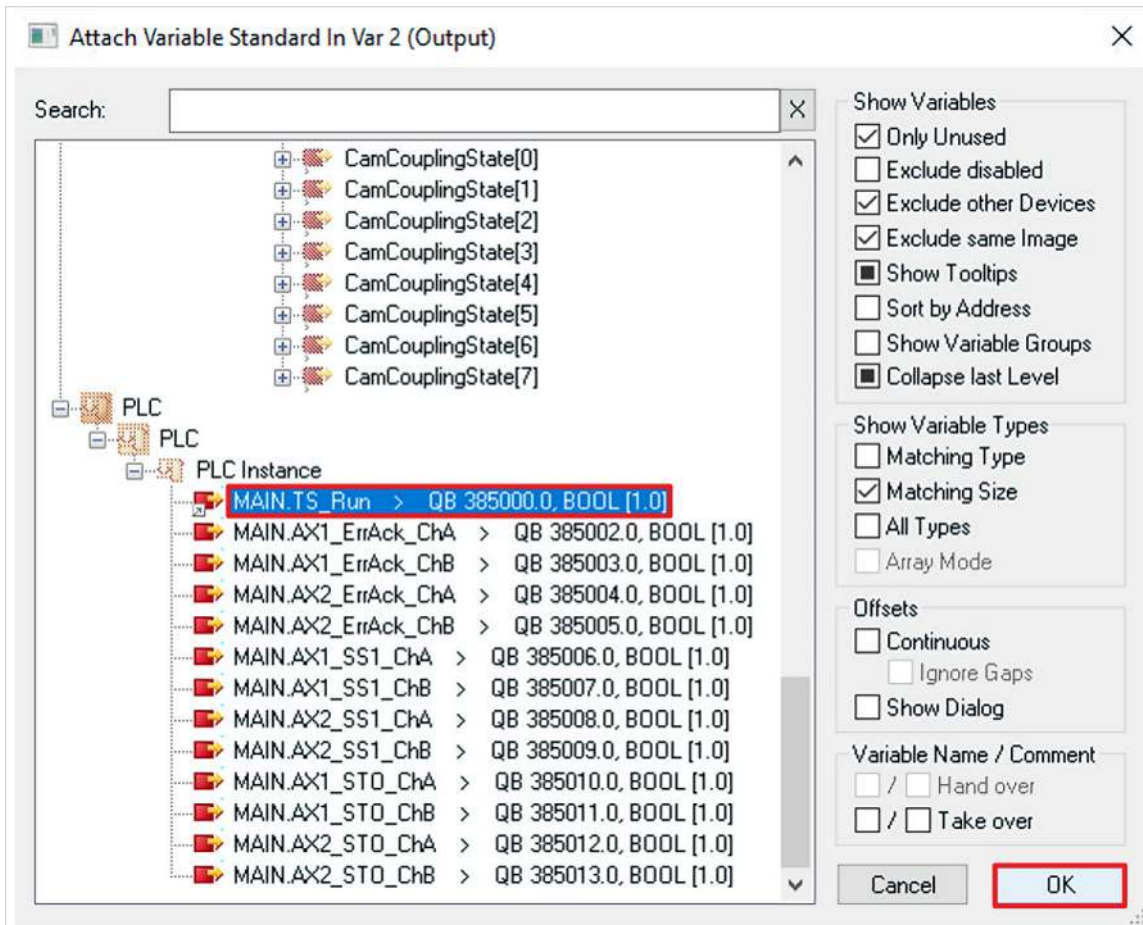 Attach Variable Standard In Var 2 (Output)
Search:
CamCouplingState[0]
CamCouplingState[1]
CamCouplingState[2]
CamCouplingState[3]
CamCouplingState[4]
CamCouplingState[5]
CamCouplingState[6]
CamCouplingState[7]
PLC
PLC
PLC Instance
MAIN.TS_Run > QB 385000.0, BOOL [1.0]
MAIN.AX1_ErrAck_ChA > QB 385002.0, BOOL [1.0]
MAIN.AX1_ErrAck_ChB > QB 385003.0, BOOL [1.0]
MAIN.AX2_ErrAck_ChA > QB 385004.0, BOOL [1.0]
MAIN.AX2_ErrAck_ChB > QB 385005.0, BOOL [1.0]
MAIN.AX1_SS1_ChA > QB 385006.0, BOOL [1.0]
MAIN.AX1_SS1_ChB > QB 385007.0, BOOL [1.0]
MAIN.AX2_SS1_ChA > QB 385008.0, BOOL [1.0]
MAIN.AX2_SS1_ChB > QB 385009.0, BOOL [1.0]
MAIN.AX1_STO_ChA > QB 385010.0, BOOL [1.0]
MAIN.AX1_STO_ChB > QB 385011.0, BOOL [1.0]
MAIN.AX2_STO_ChA > QB 385012.0, BOOL [1.0]
MAIN.AX2_STO_ChB > QB 385013.0, BOOL [1.0]
Show Variables
Only Unused
Exclude disabled
Exclude other Devices
Exclude same Image
Show Tooltips
Sort by Address
Show Variable Groups
Collapse last Level
Show Variable Types
Matching Type
Matching Size
All Types
Array Mode
Offsets
Continuous
Ignore Gaps
Show Dialog
Variable Name / Comment
/ Hand over
/ Take over
Cancel
OK